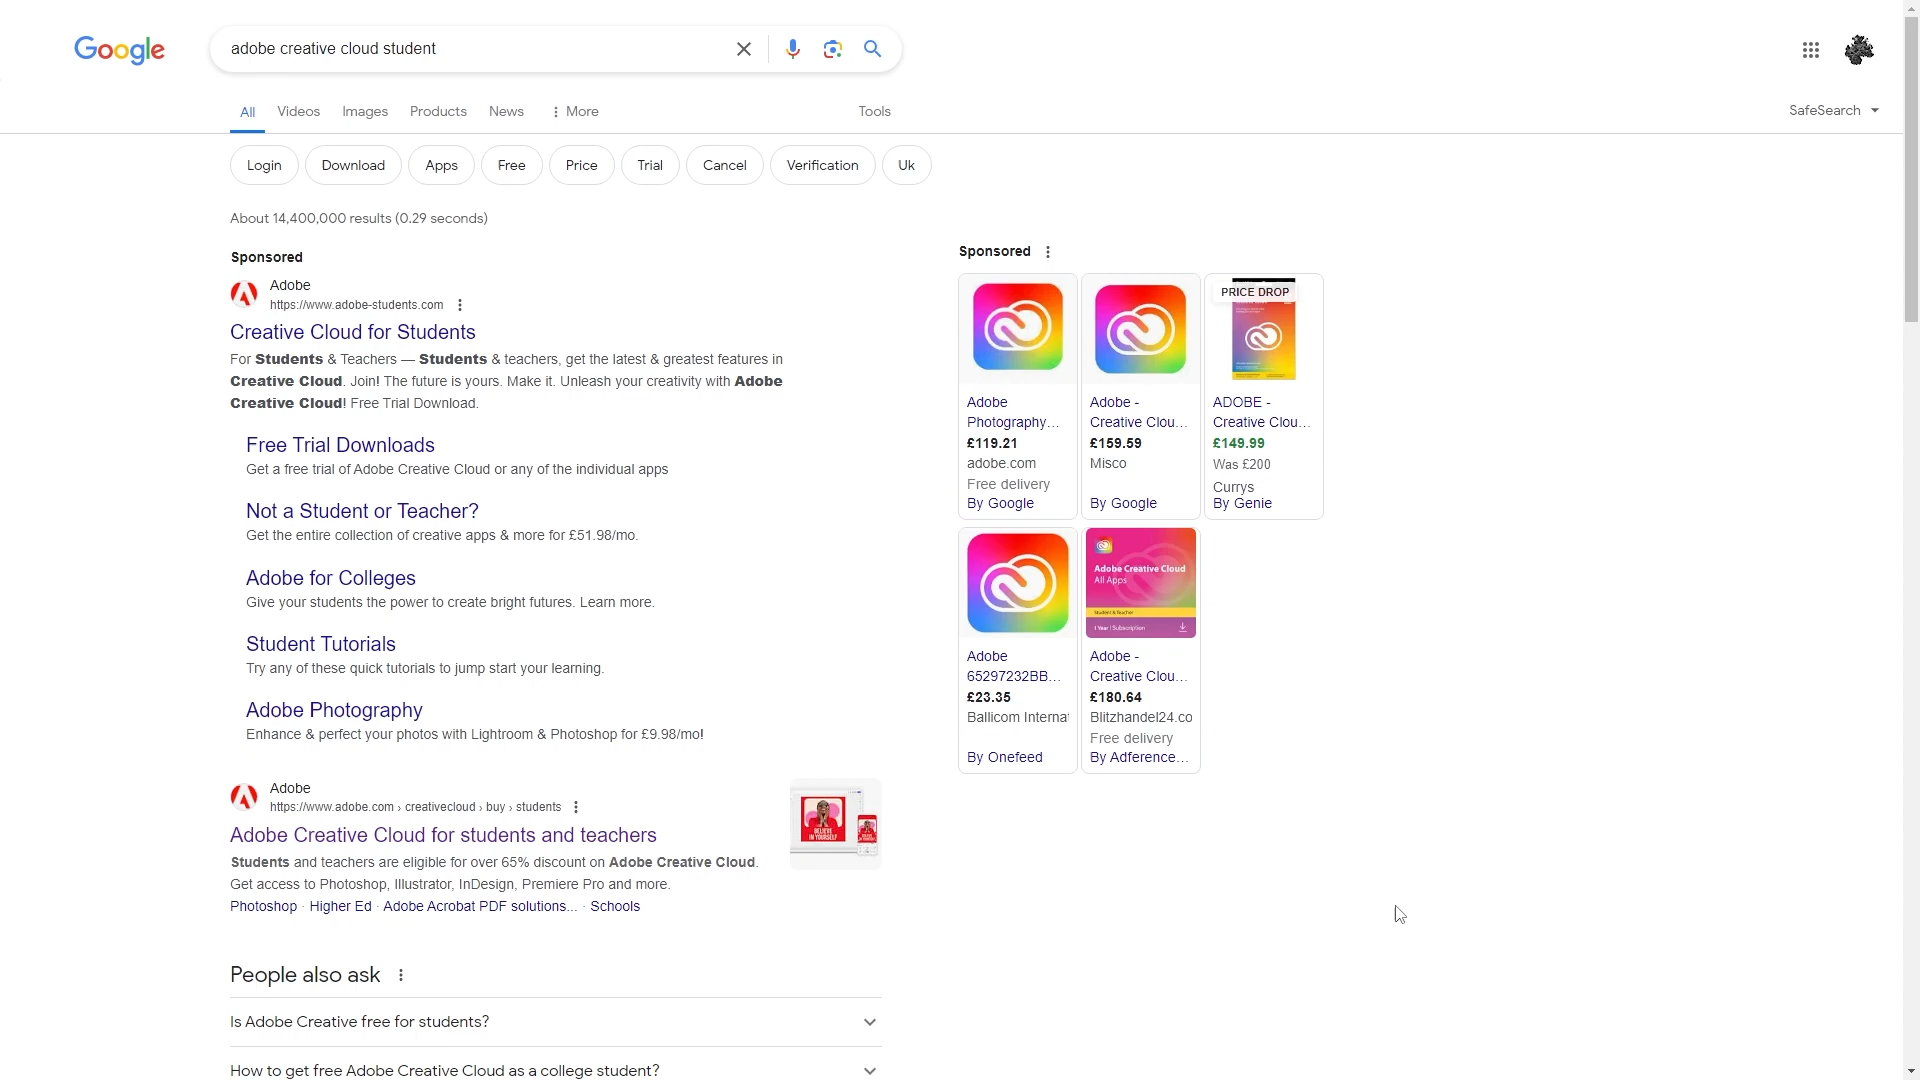 Google
adobe creative cloud student
All
Videos
Images
Products
News
More
Tools
SafeSearch
Login
Download
Apps
Free
Price
Trial
Cancel
Verification
Uk
About 14,400,000 results (0.29 seconds)
Sponsored
Adobe
https://www.adobe-students.com
Creative Cloud for Students
For Students & Teachers — Students & teachers, get the latest & greatest features in
Creative Cloud. Join! The future is yours. Make it. Unleash your creativity with Adobe
Creative Cloud! Free Trial Download.
Free Trial Downloads
Get a free trial of Adobe Creative Cloud or any of the individual apps
Not a Student or Teacher?
Get the entire collection of creative apps & more for £51.98/mo.
Adobe for Colleges
Give your students the power to create bright futures. Learn more.
Student Tutorials
Try any of these quick tutorials to jump start your learning.
Adobe Photography
Enhance & perfect your photos with Lightroom & Photoshop for £9.98/mo!
Adobe
https://www.adobe.com › creativecloud › buy › students
Adobe Creative Cloud for students and teachers
Students and teachers are eligible for over 65% discount on Adobe Creative Cloud.
Get access to Photoshop, Illustrator, InDesign, Premiere Pro and more.
Photoshop · Higher Ed · Adobe Acrobat PDF solutions... · Schools
BELIEVE
IN YOURSELF
People also ask
Is Adobe Creative free for students?
How to get free Adobe Creative Cloud as a college student?
Sponsored
Adobe
Photography...
£119.21
adobe.com
Free delivery
By Google
Adobe -
Creative Clou...
£159.59
Misco
By Google
PRICE DROP
ADOBE -
Creative Clou...
£149.99
Was £200
Currys
By Genie
Adobe
65297232BB...
£23.35
Ballicom Interna
By Onefeed
Adobe Creative Cloud
All Apps
Student & Teacher
1 Year | Subscription
Adobe -
Creative Clou...
£180.64
Blitzhandel24.co
Free delivery
By Adference...